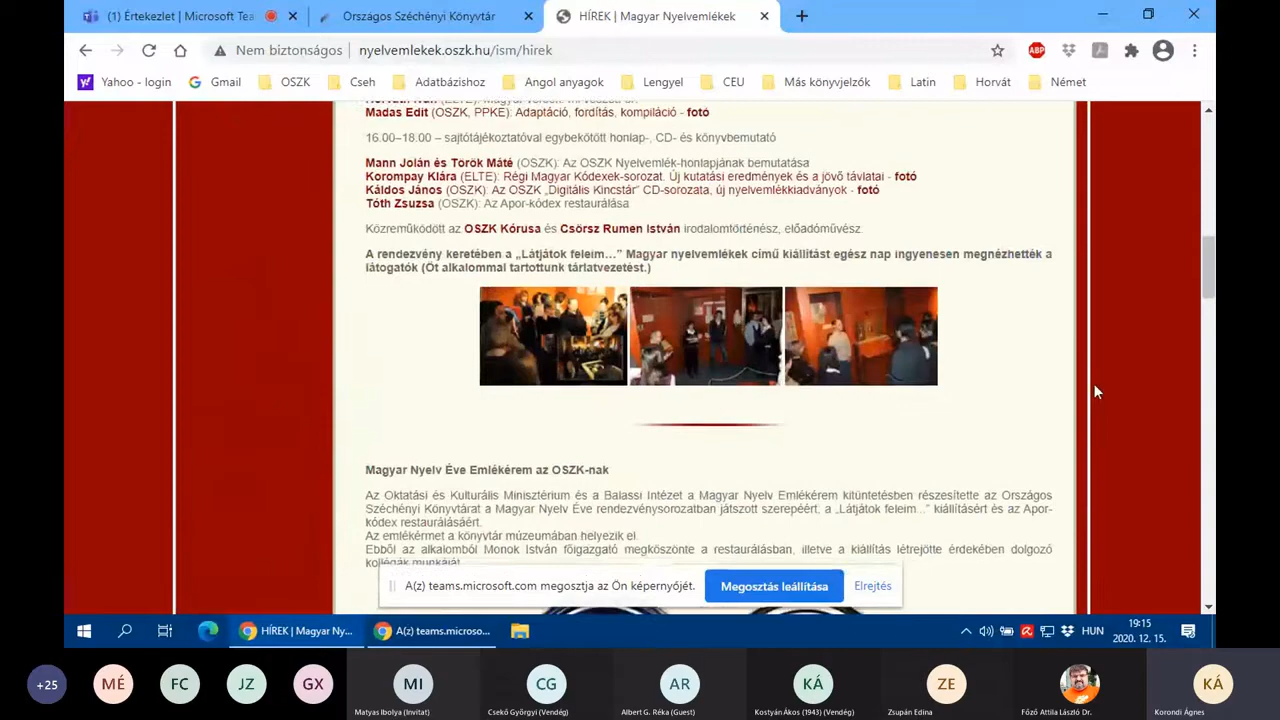 (1) Értekezlet | Microsoft Tea
Országos Széchényi Könyvtár
HÍREK | Magyar Nyelvemlékek
Nem biztonságos
nyelvemlekek.oszk.hu/ism/hirek
ABP
Yahoo - login
Gmail
OSZK
Cseh
Adatbázishoz
Angol anyagok
Lengyel
CEU
Más könyvjelzők
Latin
Horvát
Német
Madas Edit (OSZK, PPKE): Adaptáció, fordítás, kompiláció - fotó
16.00–18.00 – sajtótájékoztatóval egybekötött honlap-, CD- és könyvbemutató
Mann Jolán és Török Máté (OSZK): Az OSZK Nyelvemlék-honlapjának bemutatása
Korompay Klára (ELTE): Régi Magyar Kódexek-sorozat. Új kutatási eredmények és a jövő távlatai - fotó
Káldos János (OSZK): Az OSZK „Digitális Kincstár” CD-sorozata, új nyelvemlékkiadványok - fotó
Tóth Zsuzsa (OSZK): Az Apor-kódex restaurálása
Közreműködött az OSZK Kórusa és Csörsz Rumen István irodalomtörténész, előadóművész.
A rendezvény keretében a „Látjátok feleim...” Magyar nyelvemlékek című kiállítást egész nap ingyenesen megnézhették a
látogatók (Öt alkalommal tartottunk tárlatvezetést.)
Magyar Nyelv Éve Emlékérem az OSZK-nak
Az Oktatási és Kulturális Minisztérium és a Balassi Intézet a Magyar Nyelv Emlékérem kitüntetésben részesítette az Országos
Széchényi Könyvtárat a Magyar Nyelv Éve rendezvénysorozatban játszott szerepéért, a „Látjátok feleim...” kiállításért és az Apor-
kódex restaurálásáért.
Az emlékérmet a könyvtár múzeumában helyezik el.
Ebből az alkalomból Monok István főigazgató megköszönte a restaurálásban, illetve a kiállítás létrejötte érdekében dolgozó
kollégák munkáját.
A(z) teams.microsoft.com megosztja az Ön képernyőjét.
Megosztás leállítása
Elrejtés
HÍREK | Magyar Ny...
A(z) teams.microso...
HUN
19:15
2020. 12. 15.
+25
MÉ
FC
JZ
GX
MI
CG
AR
KÁ
ZE
KÁ
Matyas Ibolya (Invitat)
Csekő Györgyi (Vendég)
Albert G. Réka (Guest)
Kostyán Ákos (1943) (Vendég)
Zsupán Edina
Főző Attila László Dr.
Korondi Ágnes